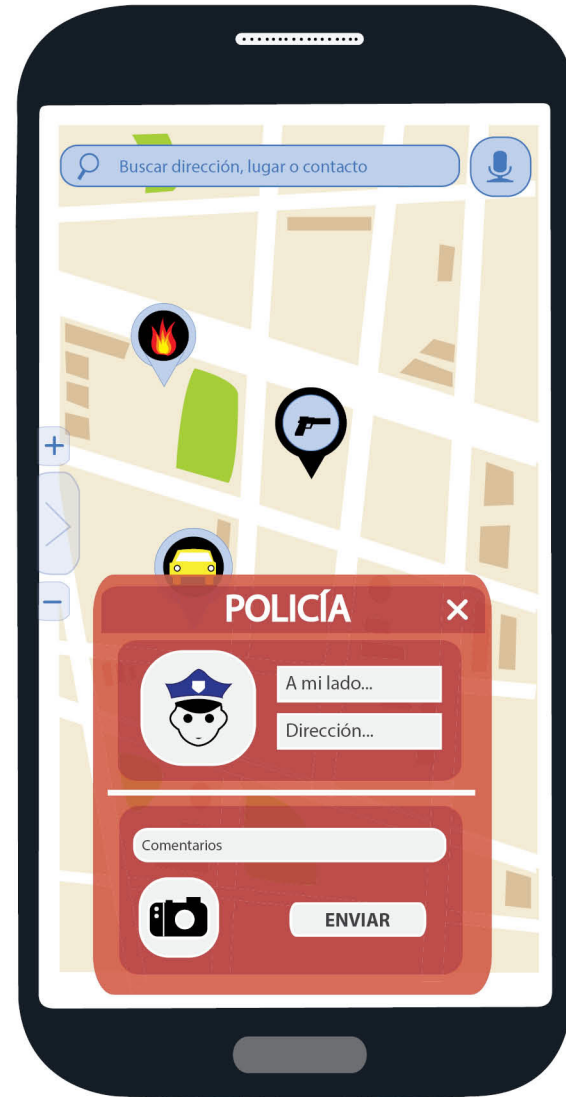 Buscar dirección, lugar o contacto
+
−
POLICÍA
A mi lado...
Dirección...
Comentarios
ENVIAR